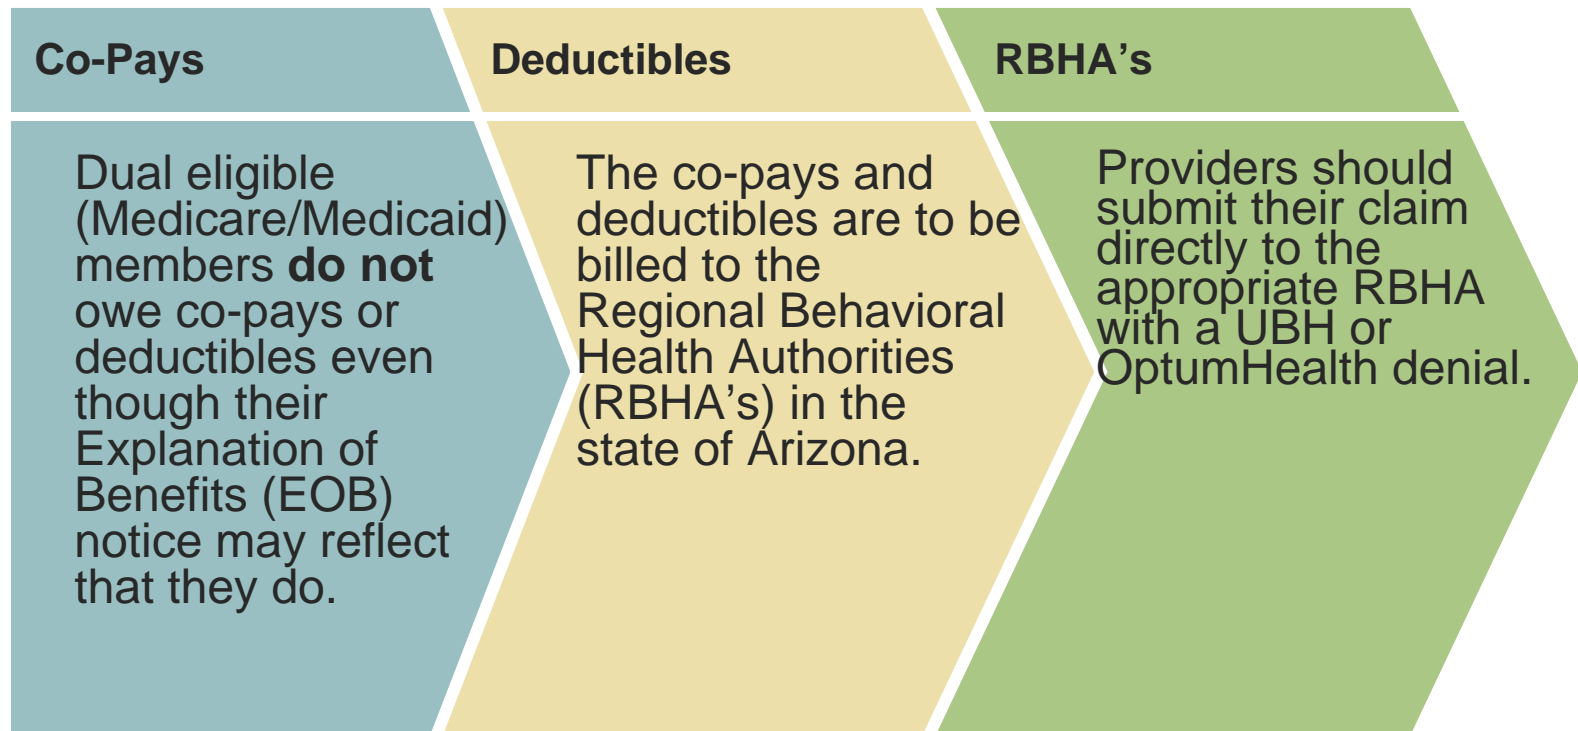 Co-Pays
Dual eligible
(Medicare/Medicaid)
members do not
owe co-pays or
deductibles even
though their
Explanation of
Benefits (EOB)
notice may reflect
that they do.
Deductibles
The co-pays and
deductibles are to be
billed to the
Regional Behavioral
Health Authorities
(RBHA's) in the
state of Arizona.
RBHA's
Providers should
submit their claim
directly to the
appropriate RBHA
with a UBH or
OptumHealth denial.